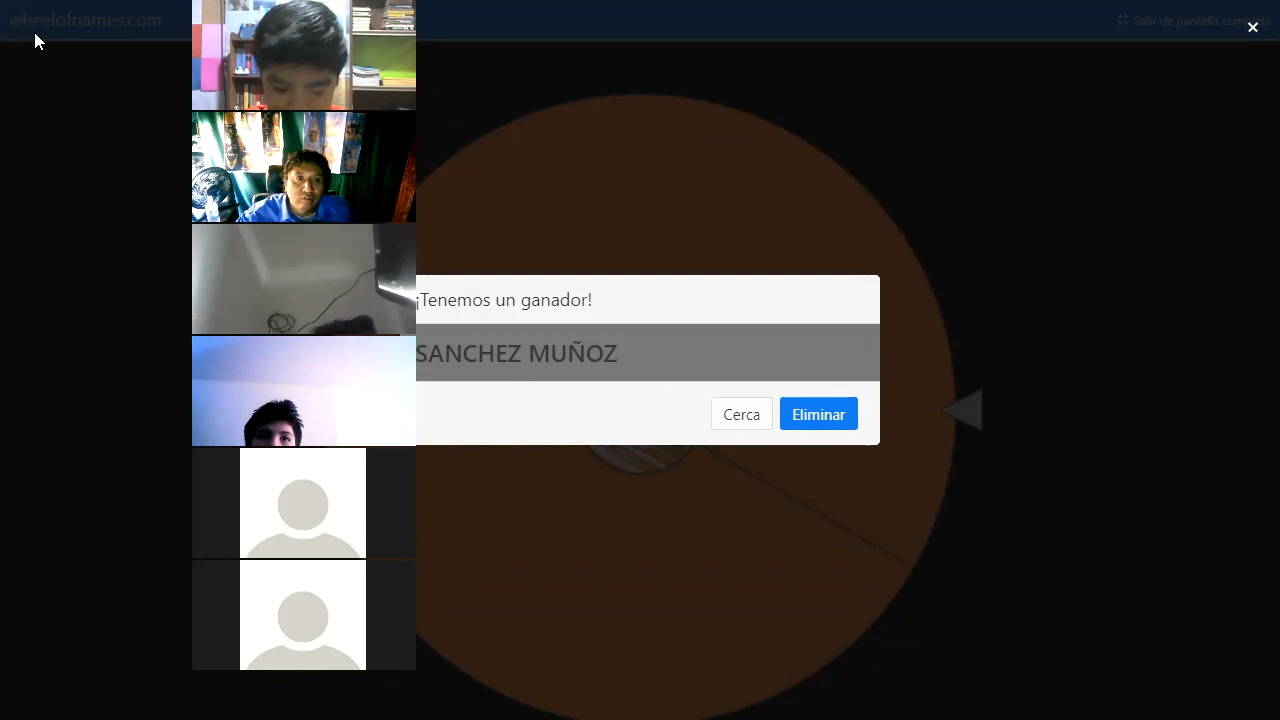 wheelofnames.com
Salir de pantalla completa
¡Tenemos un ganador!
SANCHEZ MUÑOZ
Cerca
Eliminar